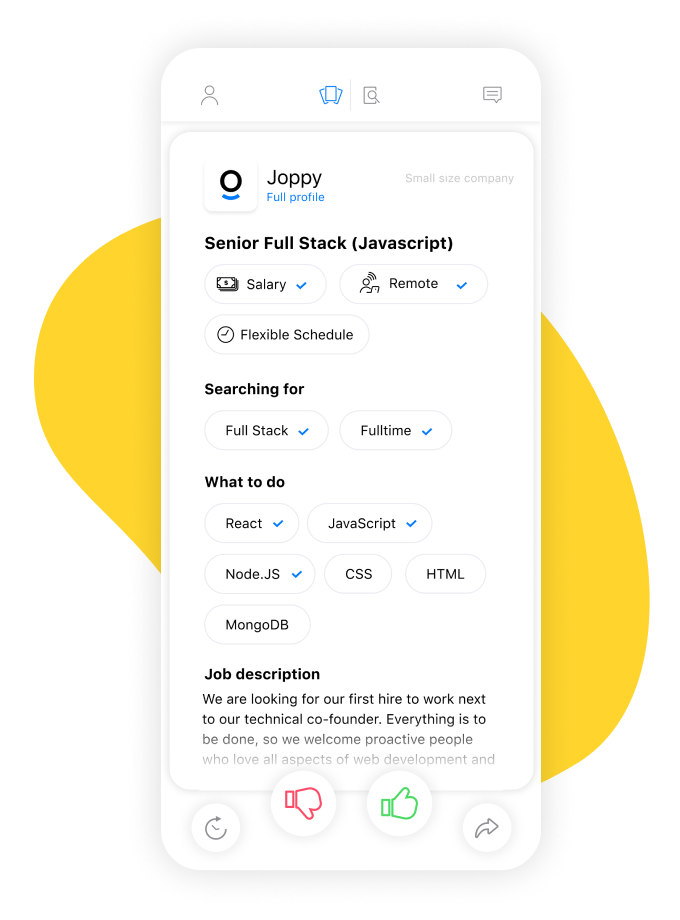 Joppy
Small size company
Full profile
Senior Full Stack (Javascript)
Salary
Remote
Flexible Schedule
Searching for
Full Stack
Fulltime
What to do
React
JavaScript
Node.JS
CSS
HTML
MongoDB
Job description
We are looking for our first hire to work next
to our technical co-founder. Everything is to
be done, so we welcome proactive people
who love all aspects of web development and